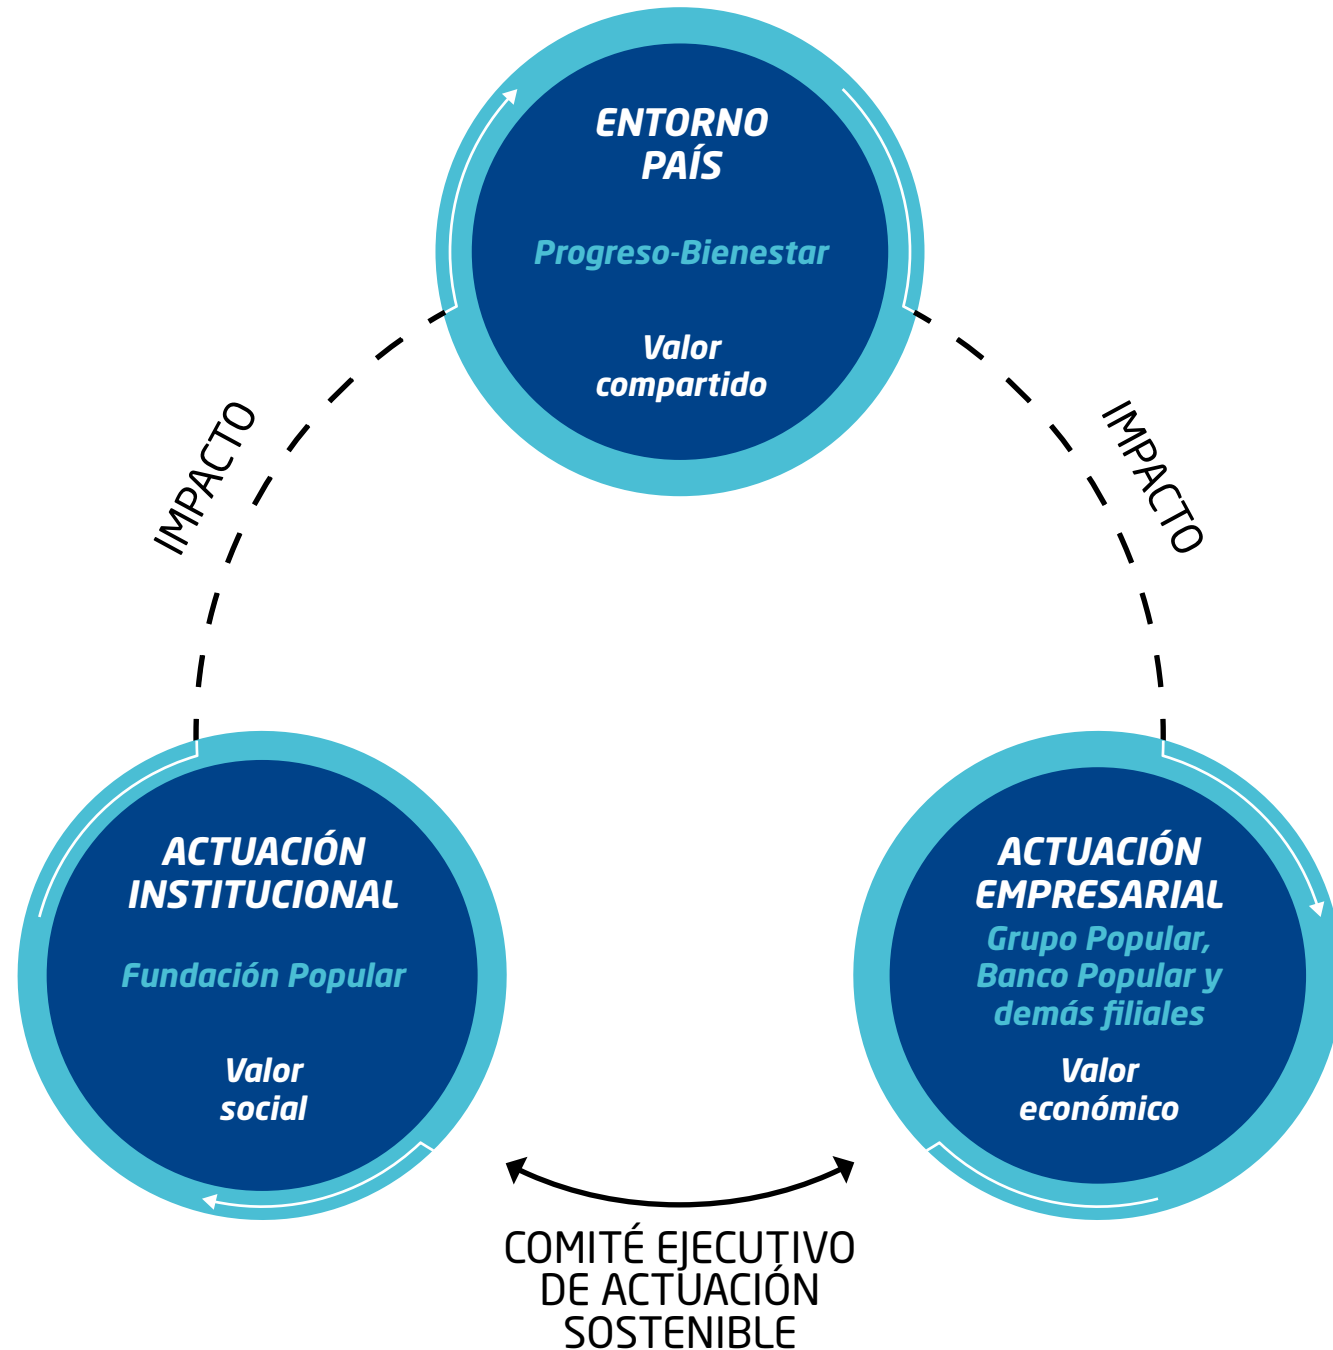 ENTORNO
PAÍS
Progreso-Bienestar
Valor
compartido
IMPACTO
IMPACTO
ACTUACIÓN
INSTITUCIONAL
Fundación Popular
Valor
social
ACTUACIÓN
EMPRESARIAL
Grupo Popular,
Banco Popular y
demás filiales
Valor
económico
COMITÉ EJECUTIVO
DE ACTUACIÓN
SOSTENIBLE